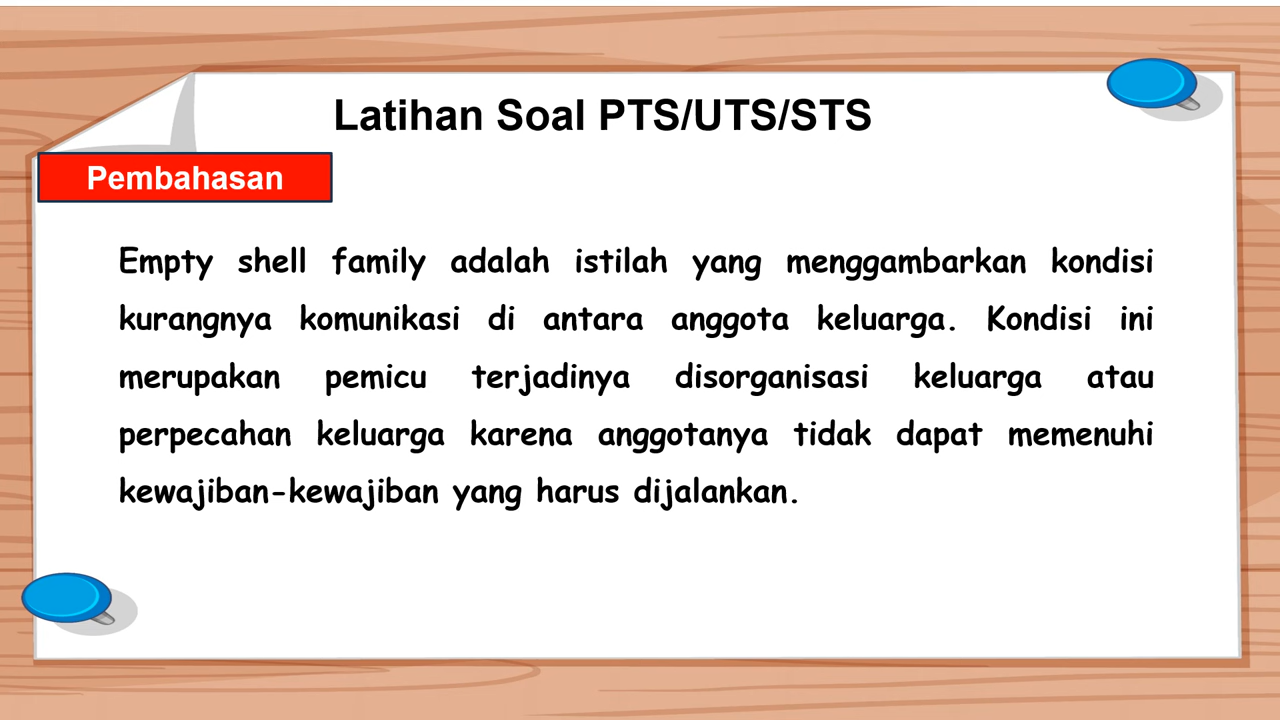 Latihan Soal PTS/UTS/STS
Pembahasan
Empty shell family adalah istilah yang menggambarkan kondisi
kurangnya komunikasi di antara anggota keluarga. Kondisi ini
merupakan pemicu terjadinya disorganisasi keluarga atau
perpecahan keluarga karena anggotanya tidak dapat memenuhi
kewajiban-kewajiban yang harus dijalankan.